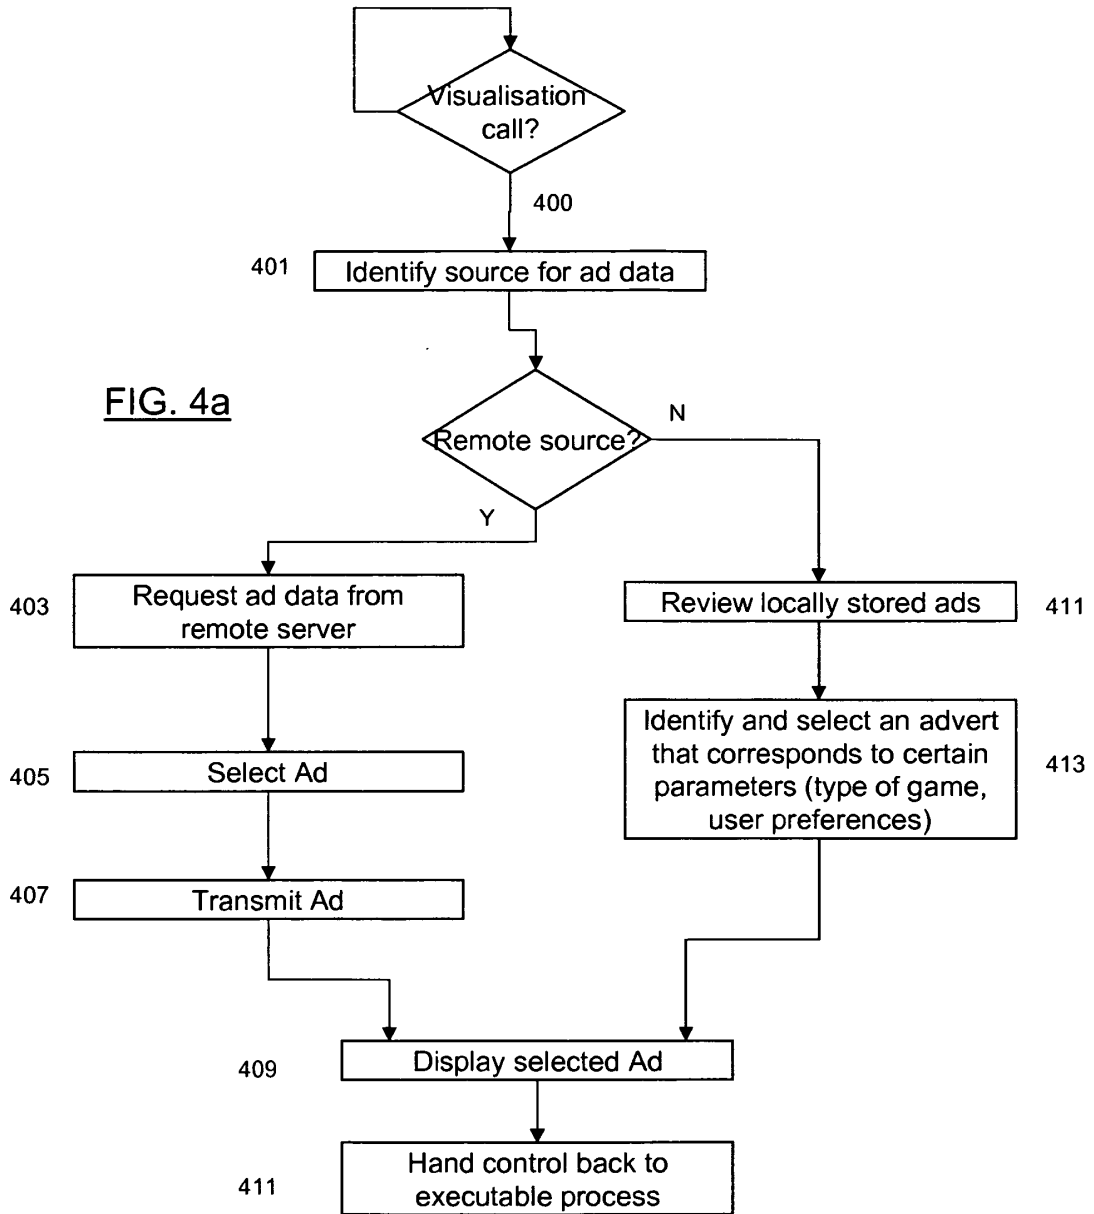 Visualisation
call?
400
401
Identify source for ad data
FIG. 4a
Remote source?
N
Y
403
Request ad data from
remote server
Review locally stored ads
411
405
Select Ad
Identify and select an advert
that corresponds to certain
parameters (type of game,
user preferences)
413
407
Transmit Ad
409
Display selected Ad
411
Hand control back to
executable process